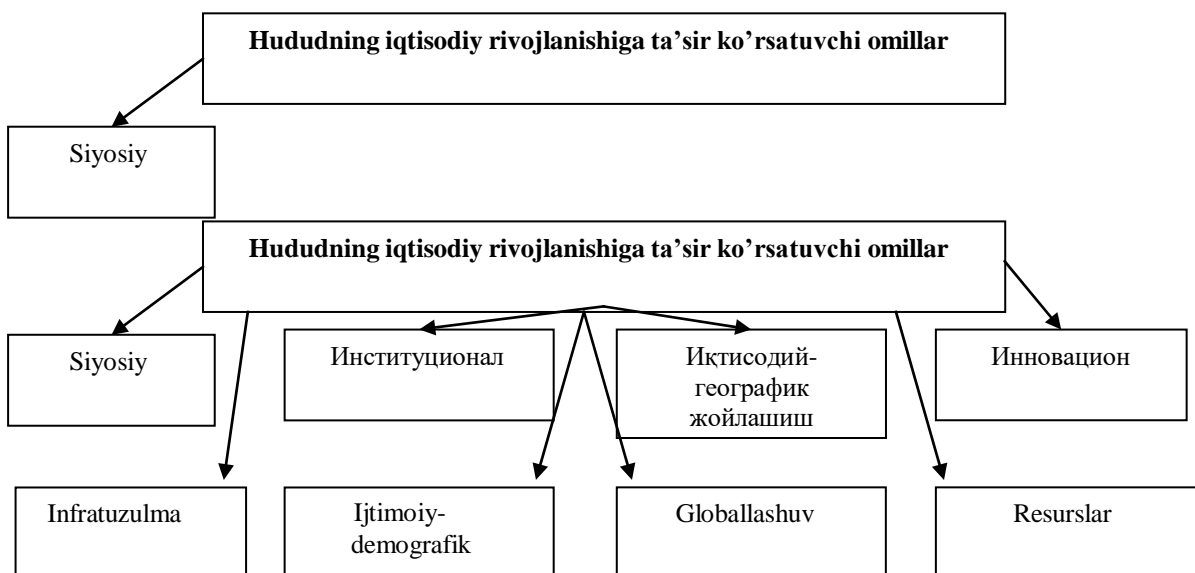 Hududning iqtisodiy rivojlanishiga ta’sir ko’rsatuvchi omillar
Siyosiy
Hududning iqtisodiy rivojlanishiga ta’sir ko’rsatuvchi omillar
Siyosiy
Институционал
Иқтисодий-
географик
жойлашиш
Инновацион
Infratuzulma
Ijtimoiy-
demografik
Globallashuv
Resurslar